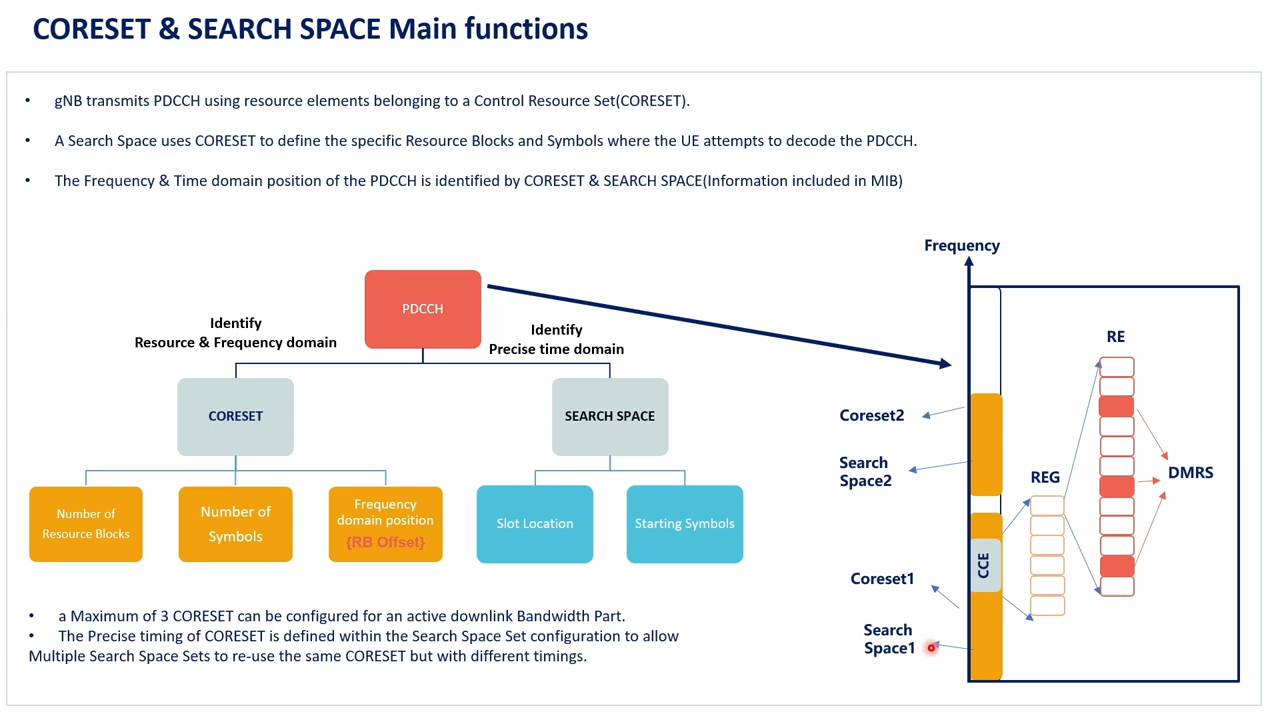 CORESET & SEARCH SPACE Main functions
• gNB transmits PDCCH using resource elements belonging to a Control Resource Set(CORESET).
• A Search Space uses CORESET to define the specific Resource Blocks and Symbols where the UE attempts to decode the PDCCH.
• The Frequency & Time domain position of the PDCCH is identified by CORESET & SEARCH SPACE(Information included in MIB)
PDCCH
Identify
Resource & Frequency domain
Identify
Precise time domain
CORESET
SEARCH SPACE
Number of
Resource Blocks
Number of
Symbols
Frequency
domain position
{RB Offset}
Slot Location
Starting Symbols
• a Maximum of 3 CORESET can be configured for an active downlink Bandwidth Part.
• The Precise timing of CORESET is defined within the Search Space Set configuration to allow
Multiple Search Space Sets to re-use the same CORESET but with different timings.
Frequency
Coreset2
Search
Space2
Coreset1
Search
Space1
CCE
REG
RE
DMRS